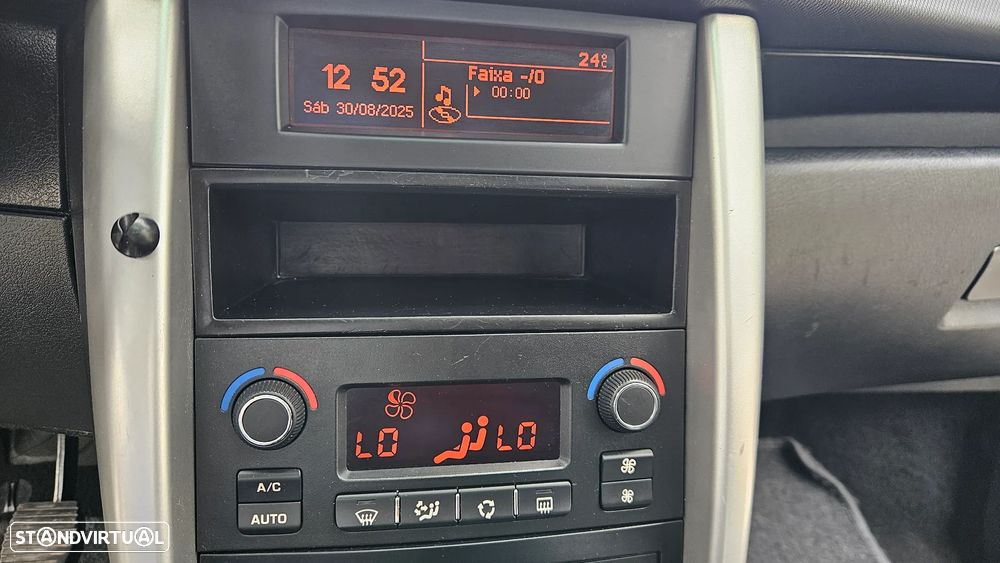 24°C
12 52
Faixa -/0
00:00
Sáb 30/08/2025
LO LO
A/C
AUTO
STANDVIRTUAL